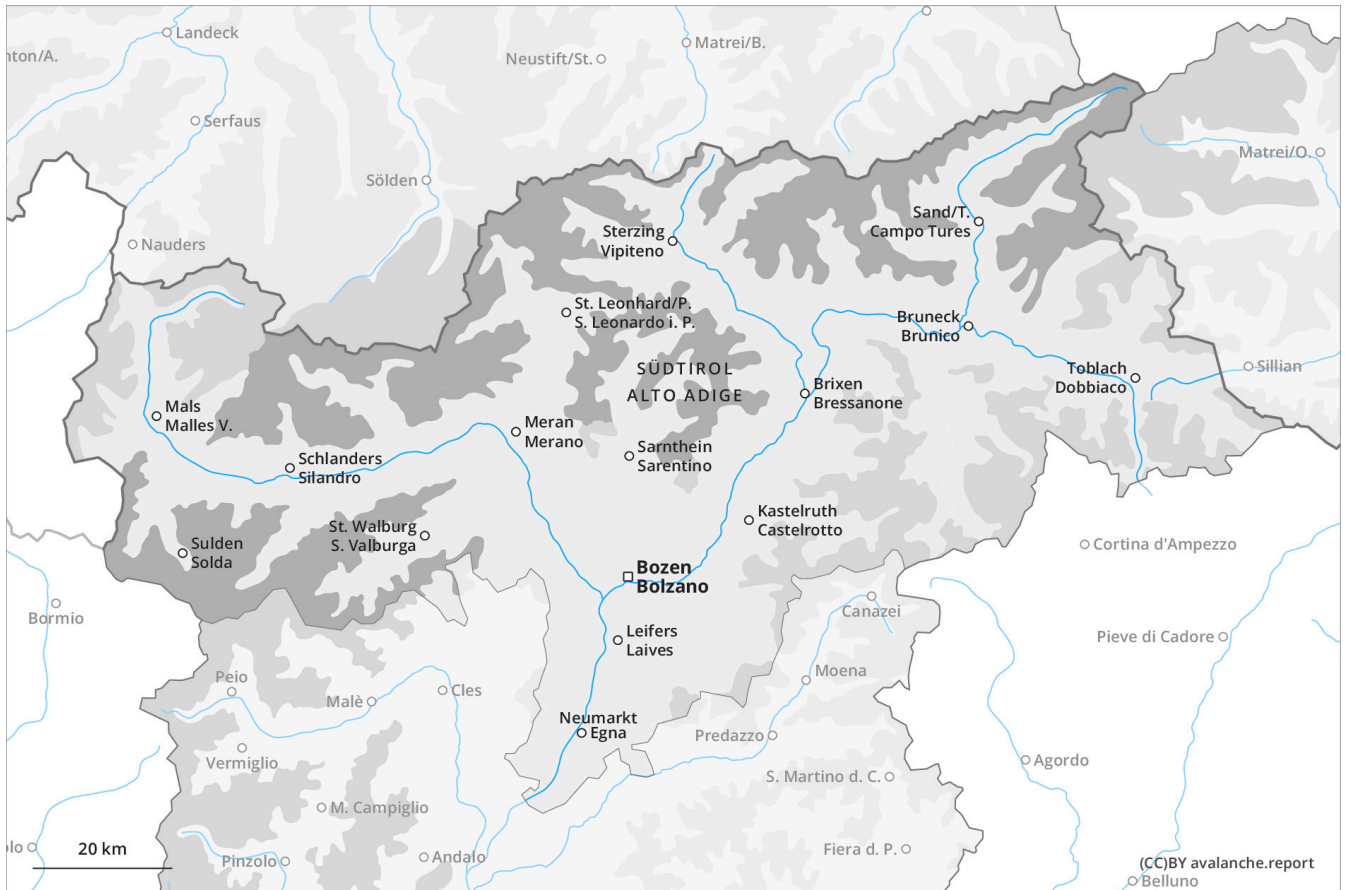 Landeck
Matrei/B.
nton/A.
Neustift/St.
Serfaus
Matrei/O.
Sölden
Sand/T.
Campo Tures
Nauders
Sterzing
Vipiteno
St. Leonhard/P.
S. Leonardo i. P.
Bruneck
Brunico
SÜDTIROL
ALTO ADIGE
Toblach
Dobbiaco
Sillian
Brixen
Bressanone
Mals
Malles V.
Meran
Merano
Schlanders
Silandro
Sarnthein
Sarentino
Kastelruth
Castelrotto
St. Walburg
S. Valburga
Sulden
Solda
Cortina d'Ampezzo
Bozen
Bolzano
Bormio
Canazei
Leifers
Laives
Pieve di Cadore
Peio
Malè
Cles
Moena
Neumarkt
Egna
Predazzo
Vermiglio
Agordo
S. Martino d. C.
M. Campiglio
olo
20 km
Pinzolo
Andalo
Fiera d. P.
(CC)BY avalanche.report
Belluno